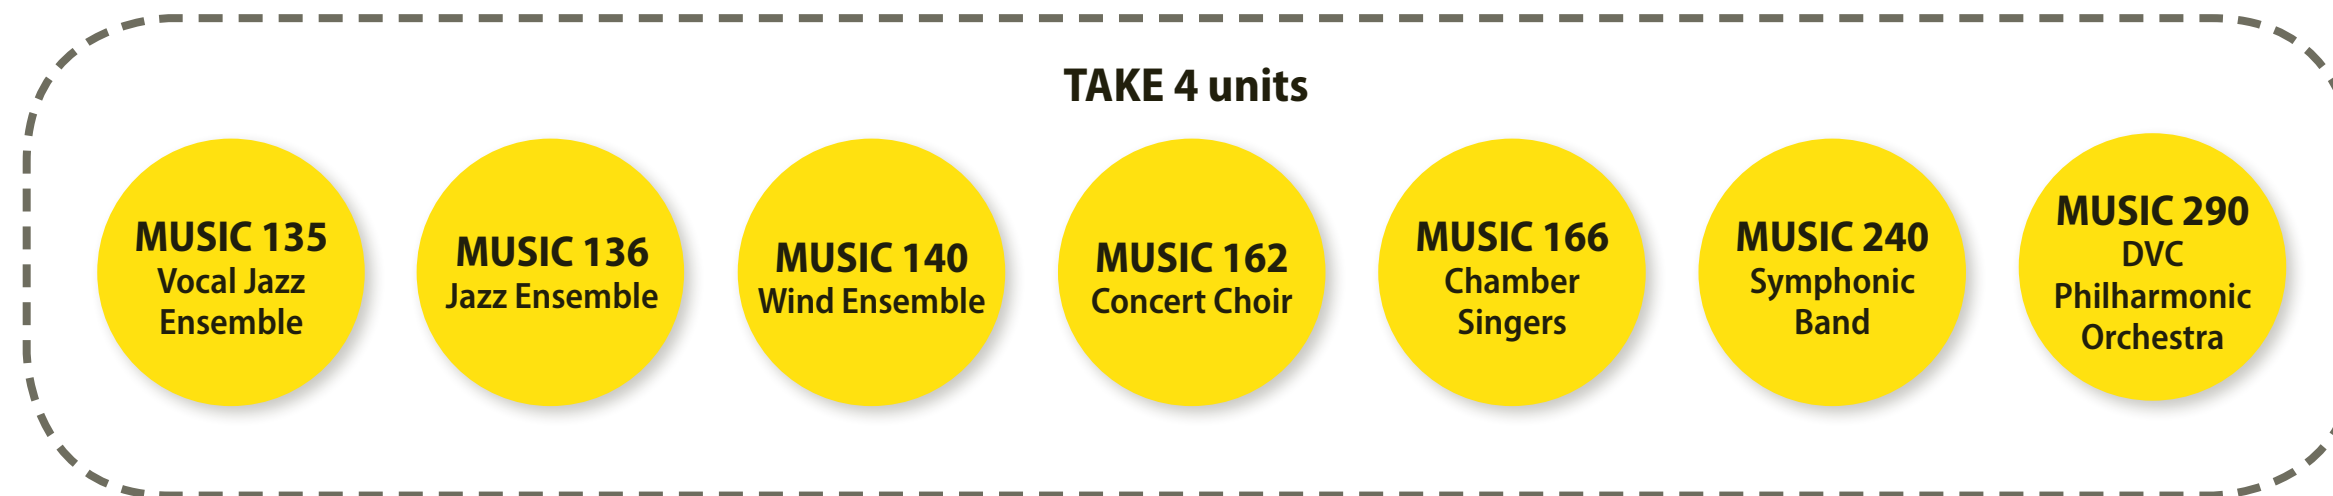 TAKE 4 units
MUSIC 135
Vocal Jazz
Ensemble
MUSIC 136
Jazz Ensemble
MUSIC 140
Wind Ensemble
MUSIC 162
Concert Choir
MUSIC 166
Chamber
Singers
MUSIC 240
Symphonic
Band
MUSIC 290
DVC
Philharmonic
Orchestra